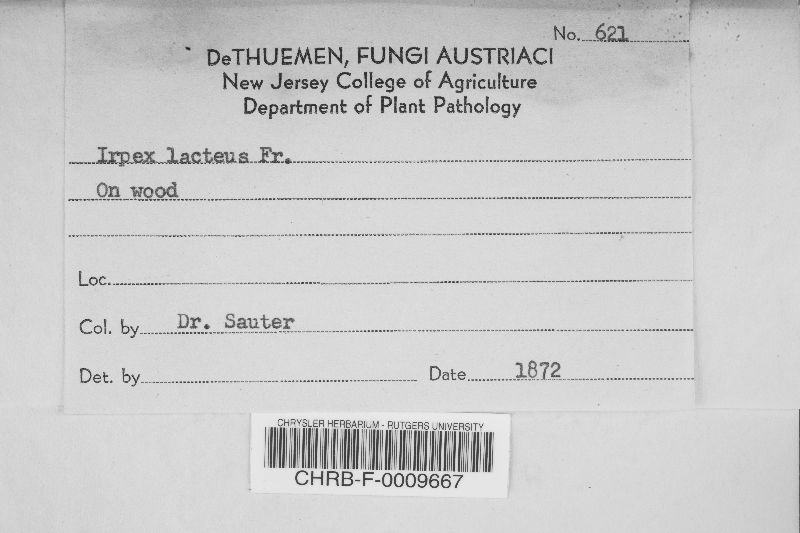 No. 621
DeTHUEMEN, FUNGI AUSTRIACI
New Jersey College of Agriculture
Department of Plant Pathology
Irpex lacteus Fr.
On wood
Loc.
Col. by Dr. Sauter
Det. by Date 1872
CHRYSLER HERBARIUM - RUTGERS UNIVERSITY
CHRB-F-0009667